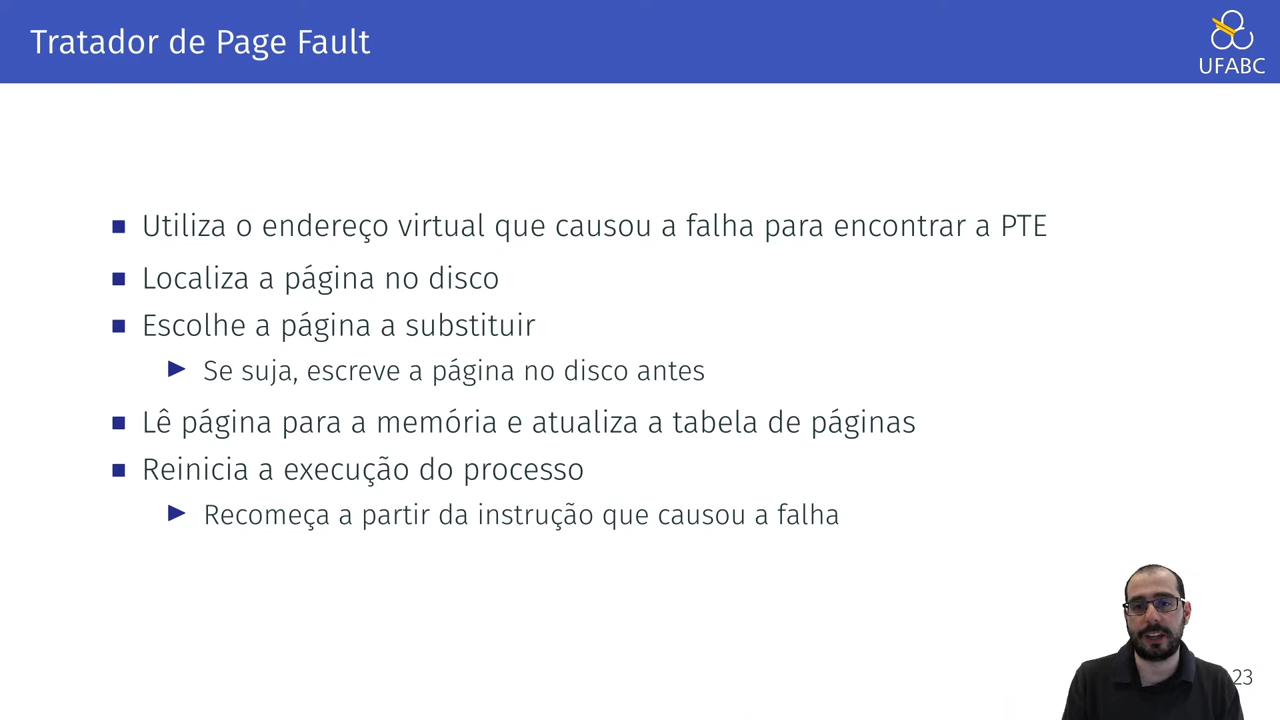 Tratador de Page Fault
UFABC
Utiliza o endereço virtual que causou a falha para encontrar a PTE
Localiza a página no disco
Escolhe a página a substituir
Se suja, escreve a página no disco antes
Lê página para a memória e atualiza a tabela de páginas
Reinicia a execução do processo
Recomeça a partir da instrução que causou a falha
23